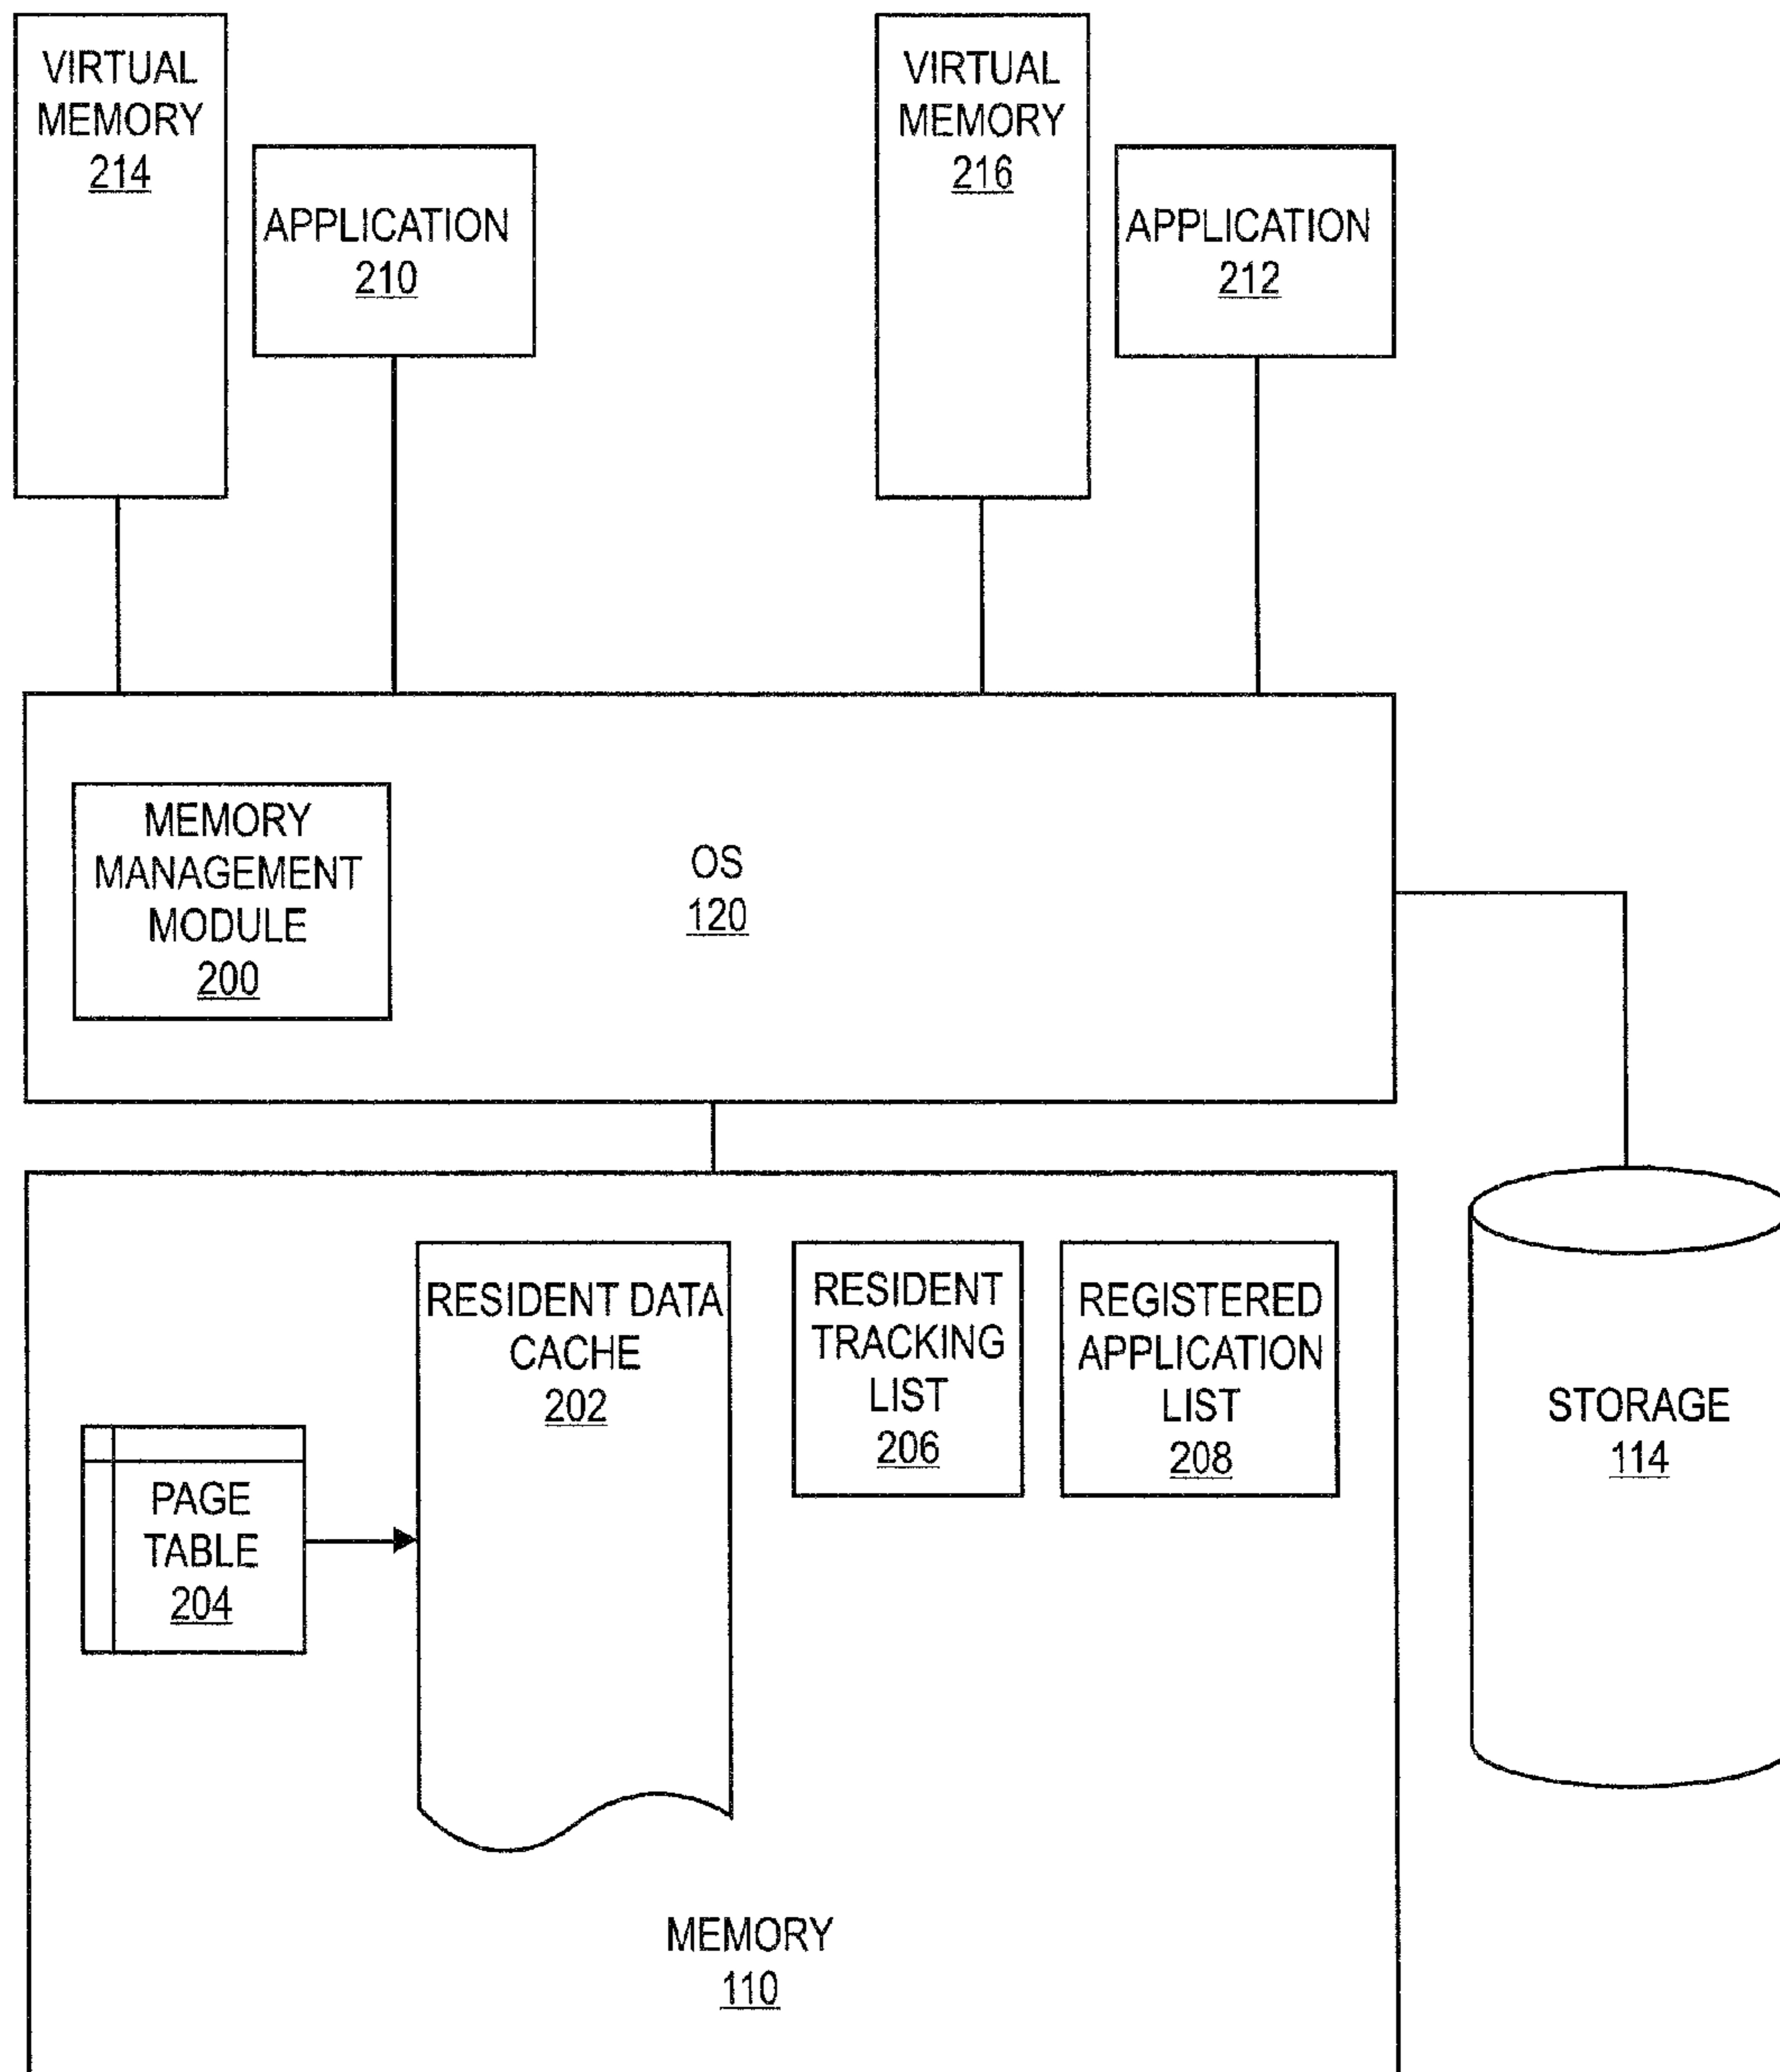 VIRTUAL
MEMORY
214
APPLICATION
210
VIRTUAL
MEMORY
216
APPLICATION
212
MEMORY
MANAGEMENT
MODULE
200
OS
120
RESIDENT DATA
CACHE
202
RESIDENT
TRACKING
LIST
206
REGISTERED
APPLICATION
LIST
208
PAGE
TABLE
204
STORAGE
114
MEMORY
110